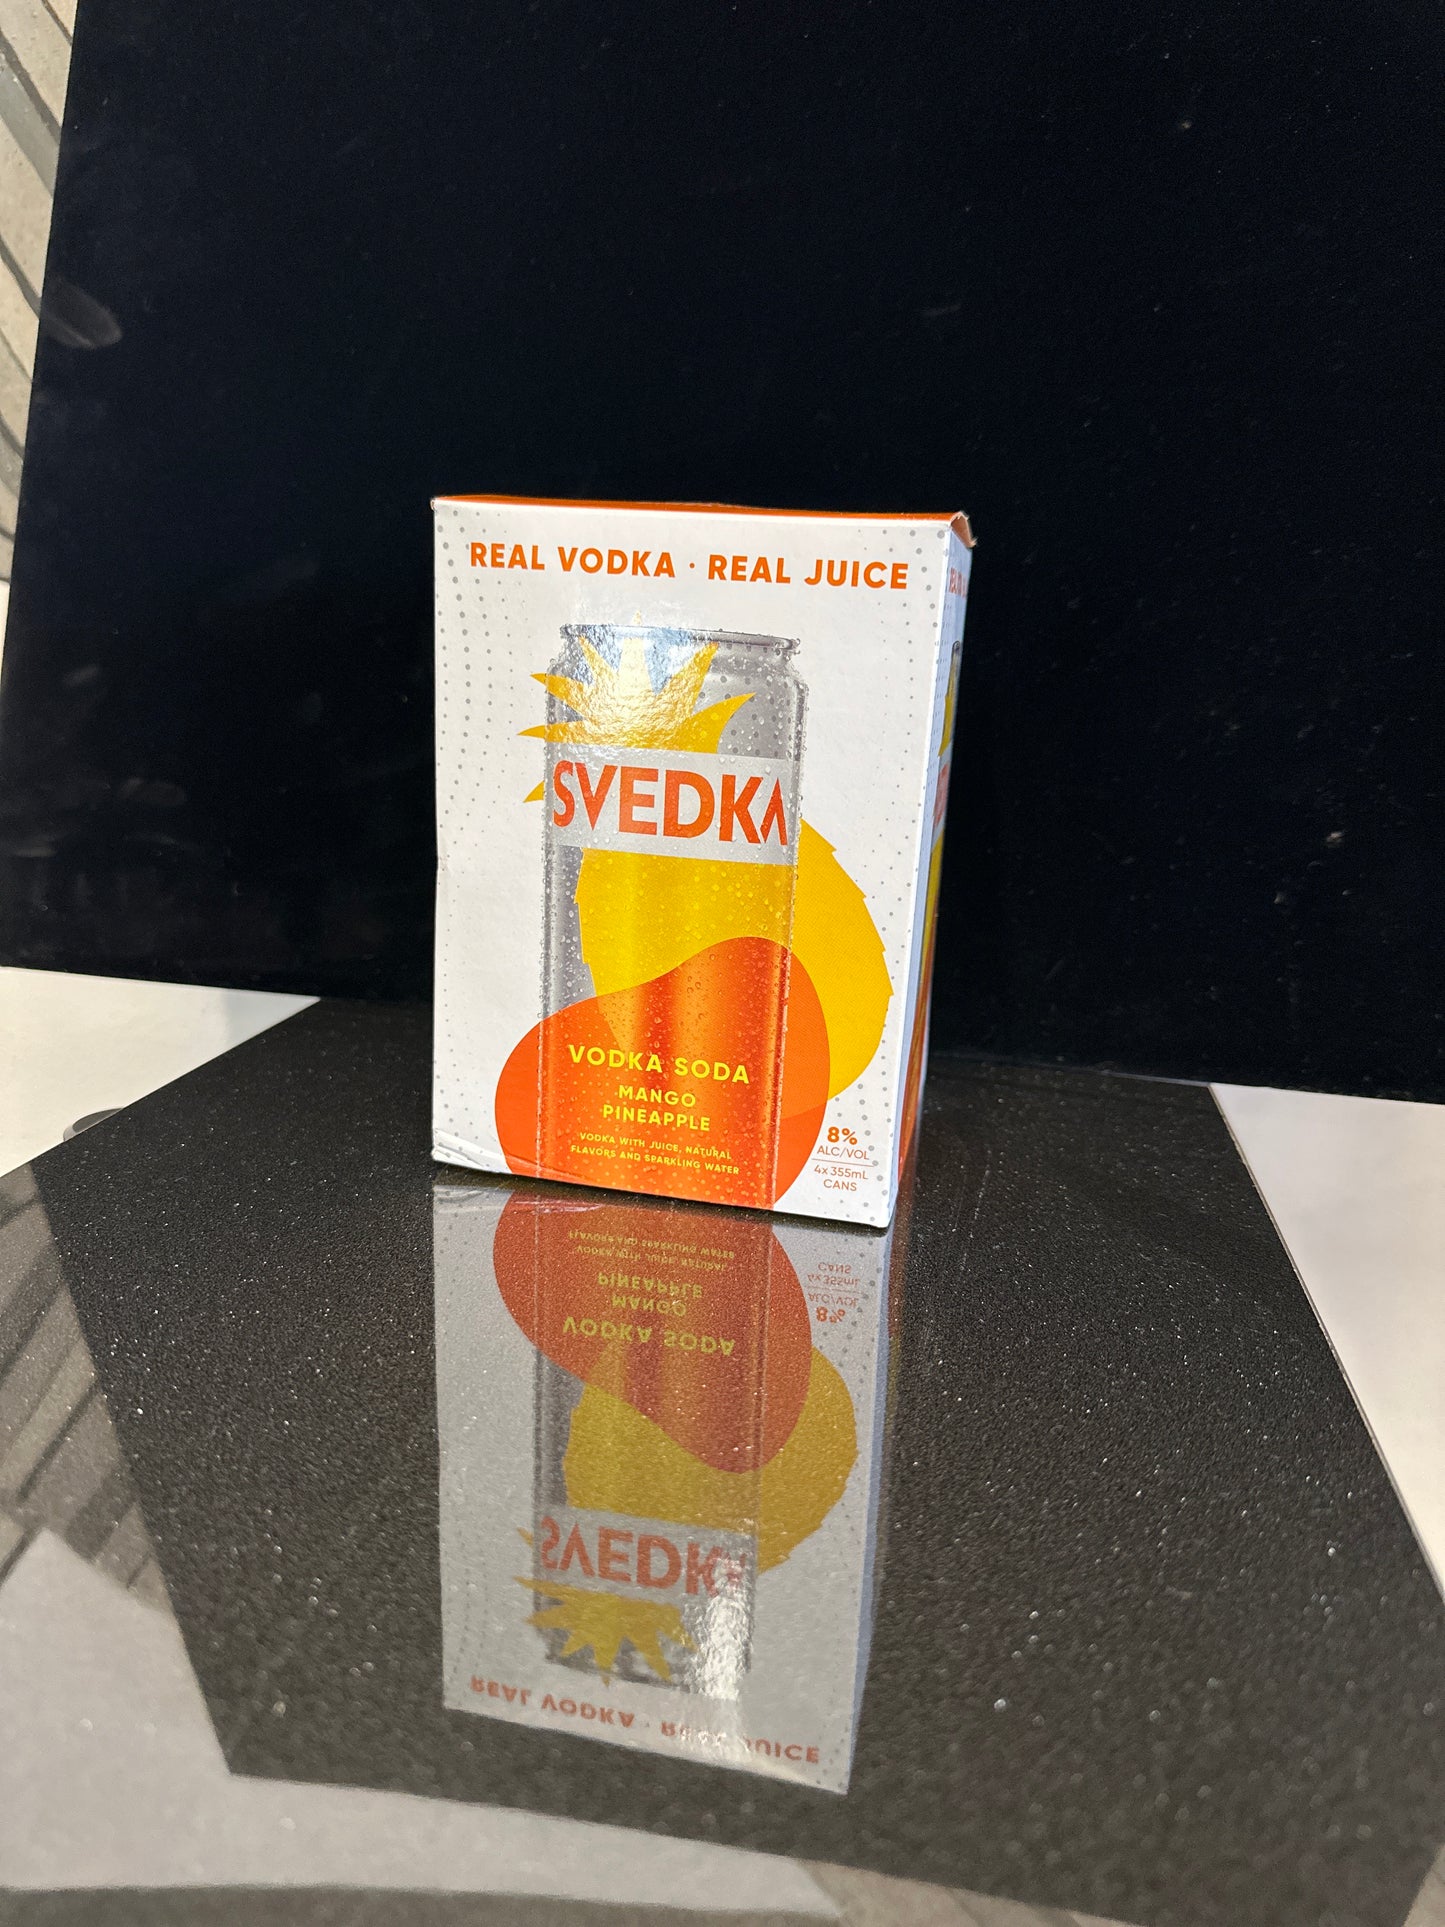 REAL VODKA · REAL JUICE
SVEDKA
VODKA SODA
MANGO
PINEAPPLE
VODKA WITH JUICE, NATURAL
FLAVORS AND SPARKLING WATER
8%
ALC/VOL
4x355mL
CANS